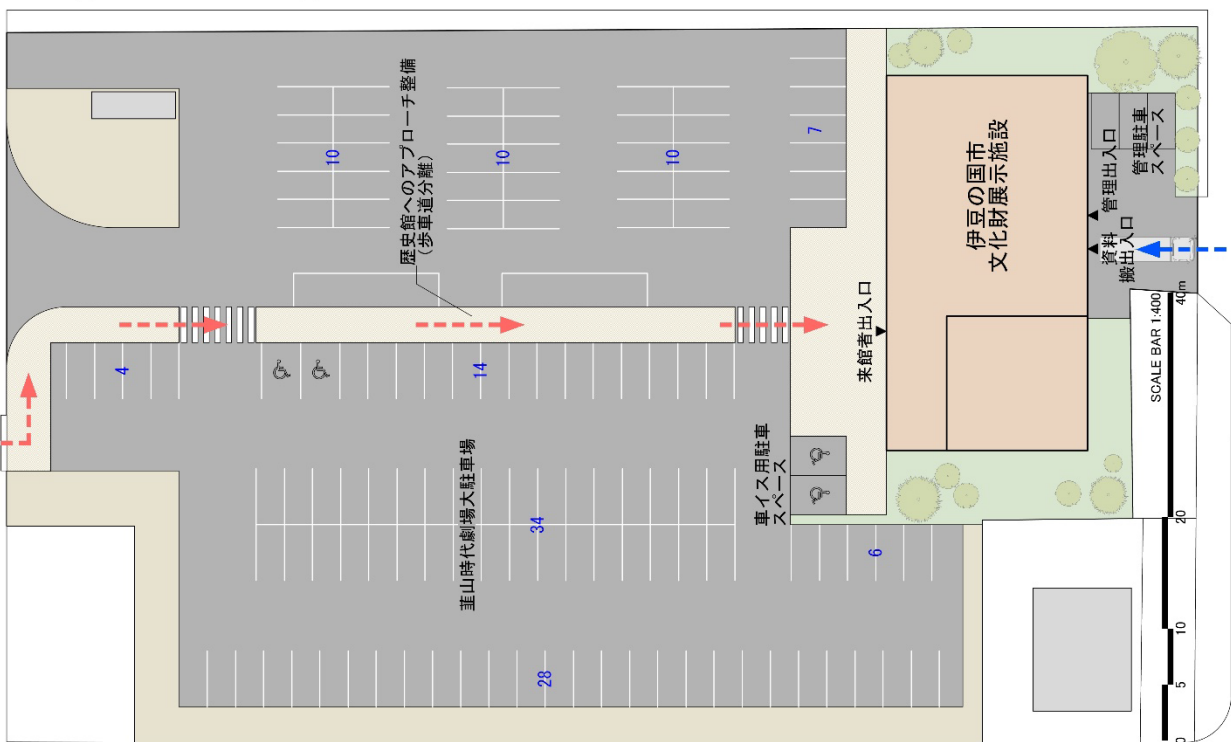 歴史館へのアプローチ整備
（歩車道分離）
10
10
10
7
4
14
34
6
28
韮山時代劇場大駐車場
車イス用駐車
スペース
来館者出入口
伊豆の国市
文化財展示施設
管理出入口
資料
搬出入口
管理駐車
スペース
SCALE BAR 1:400
0
5
10
20
40m